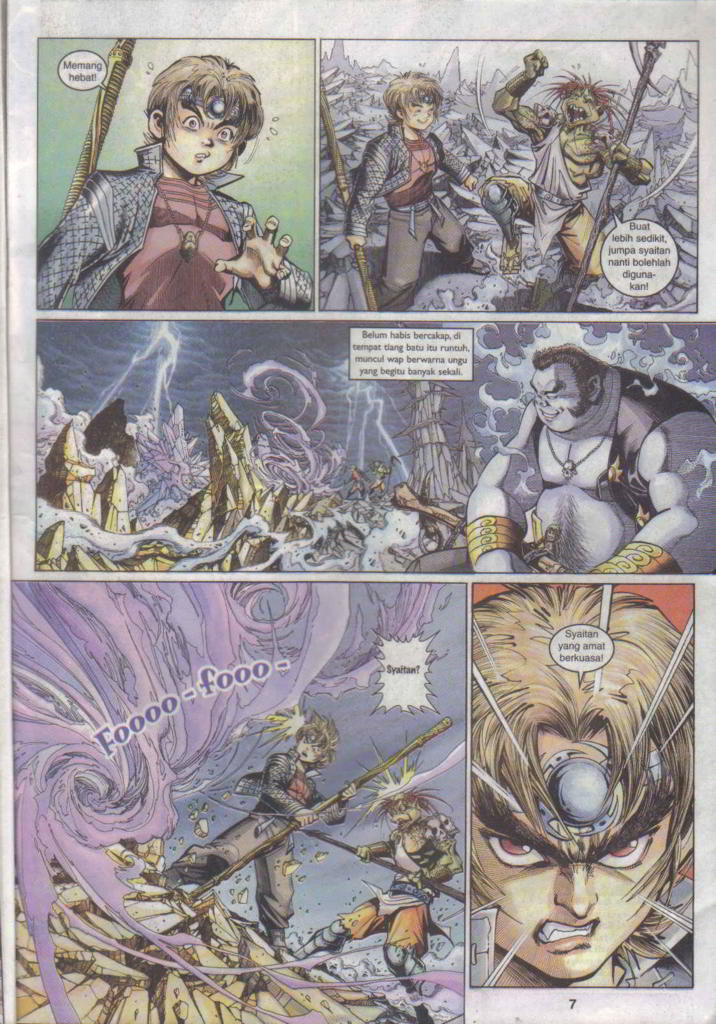 Memang
hebat!
Buat
lebih sedikit,
jumpa syaitan
nanti bolehlah
diguna-
kan!
Belum habis bercakap, di
tempat tiang batu itu runtuh,
muncul wap berwarna ungu
yang begitu banyak sekali.
Foooo - fooo -
Syaitan?
Syaitan
yang amat
berkuasa!
7